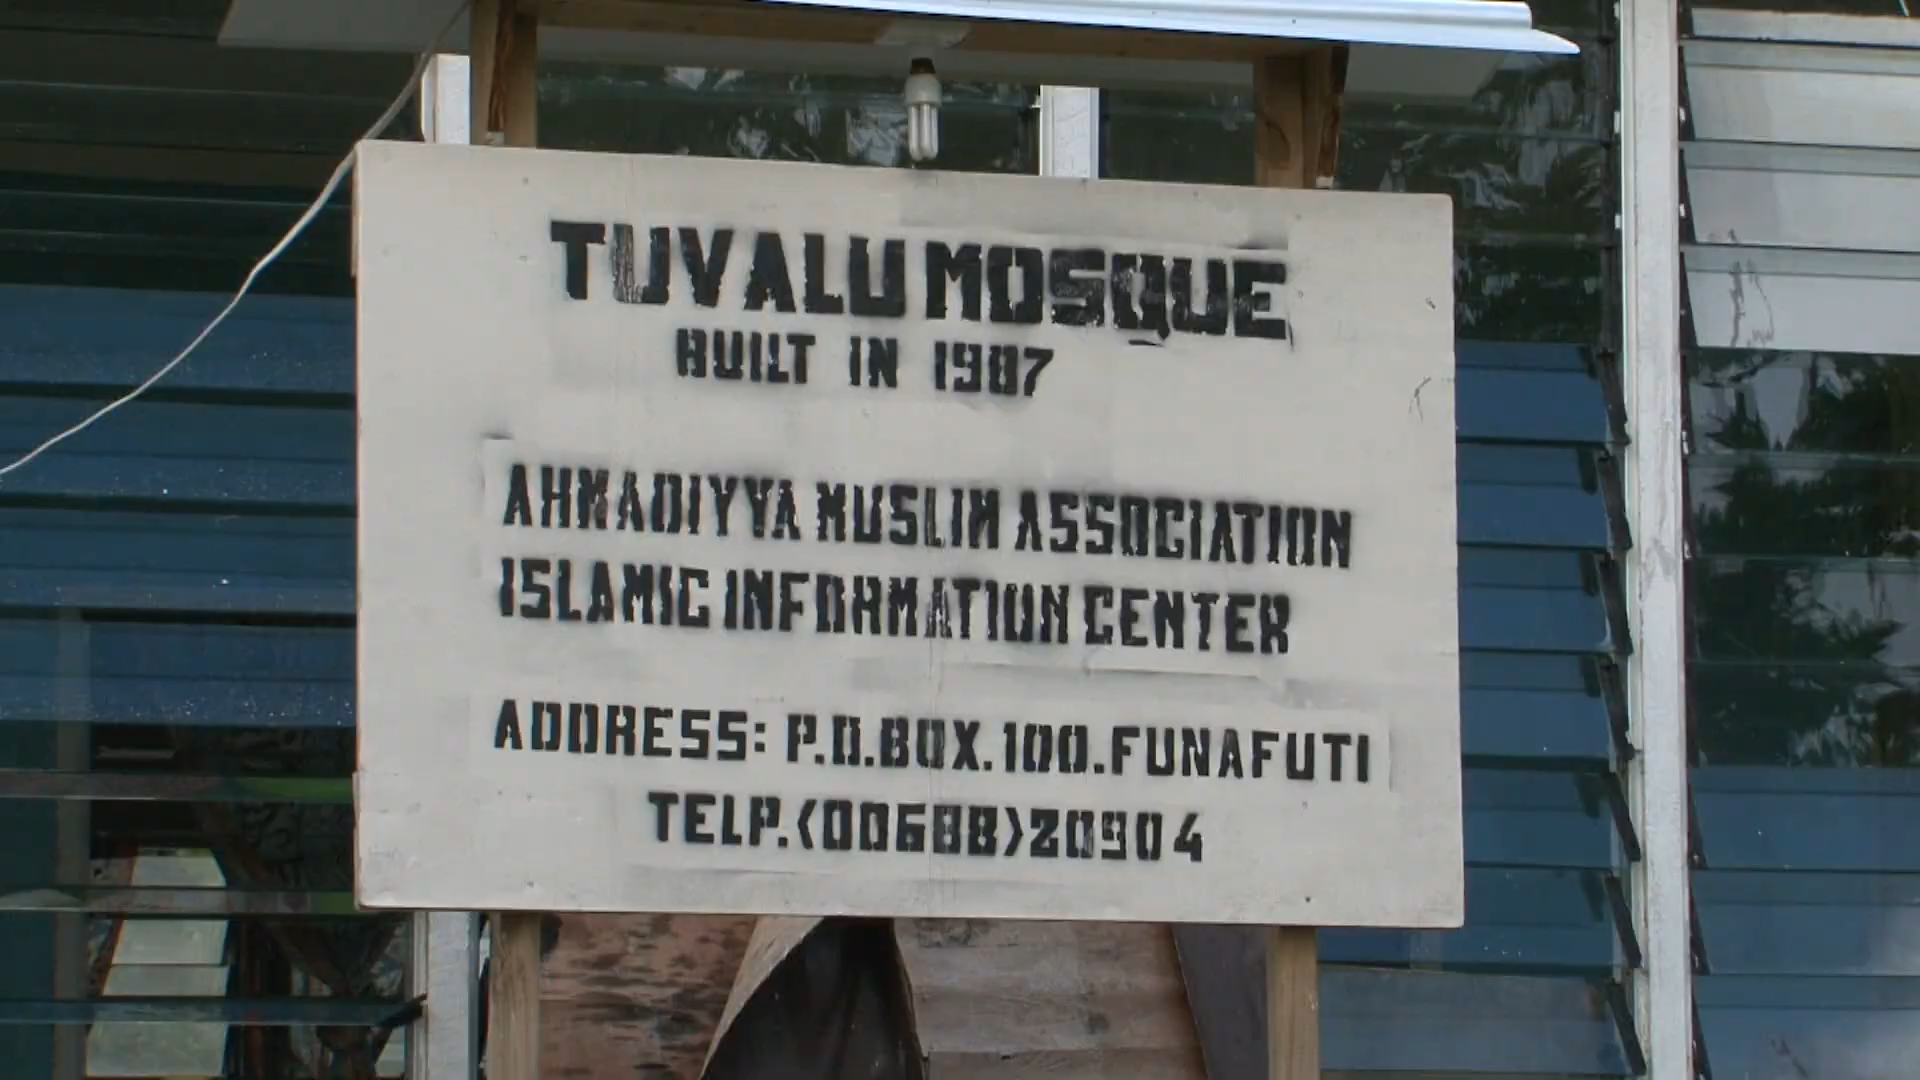 TUVALU MOSQUE
BUILT IN 1987
AHMADIYYA MUSLIM ASSOCIATION
ISLAMIC INFORMATION CENTER
ADDRESS: P.O.BOX.100.FUNAFUTI
TELP.(00688)20904